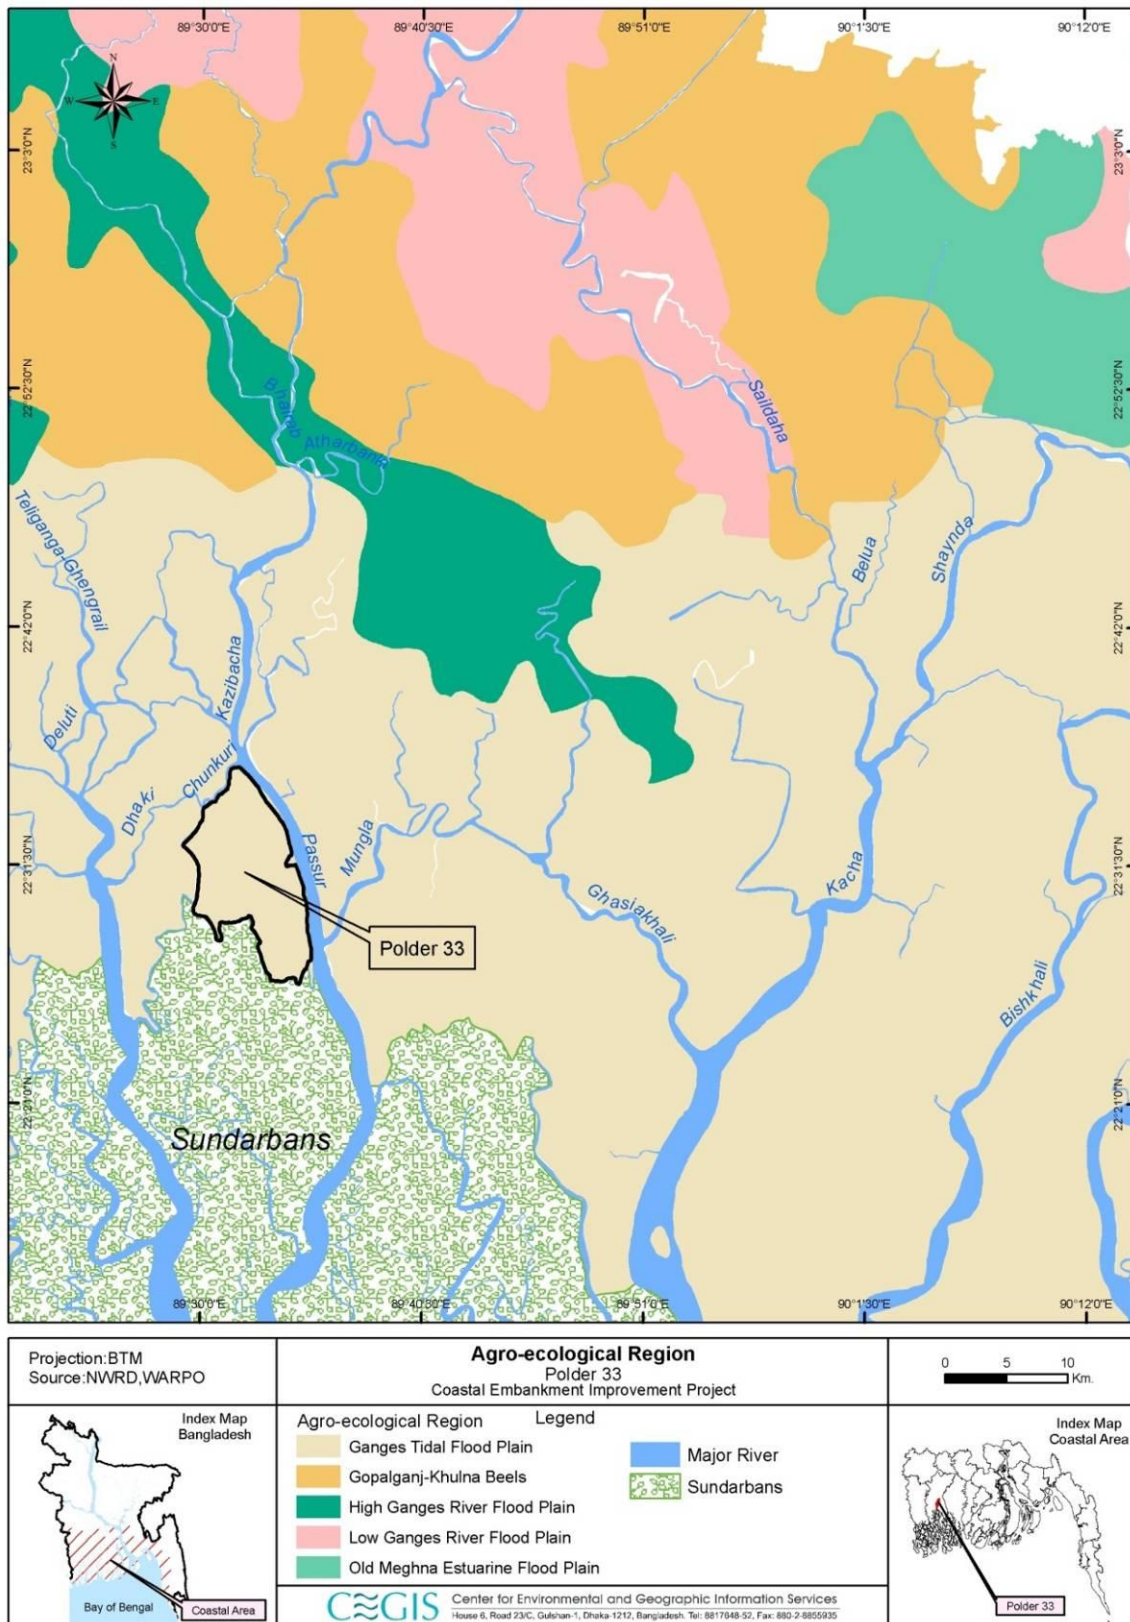 89°30'0"E
89°40'30"E
89°51'0"E
90°1'30"E
90°12'0"E
N
W
E
S
23°3'0"N
23°3'0"N
22°52'30"N
22°52'30"N
Bhairab
Atharbanki
Saildaha
Teliganga-Ghengrail
Belua
Shaynda
22°42'0"N
22°42'0"N
Kazibacha
Deluti
Chunkuri
Dhaki
Passur
Mungla
22°31'30"N
22°31'30"N
Kacha
Ghasiakhali
Polder 33
Bishkhali
22°21'0"N
22°21'0"N
Sundarbans
89°30'0"E
89°40'30"E
89°51'0"E
90°1'30"E
90°12'0"E
Projection:BTM
Source:NWRD,WARPO
Agro-ecological Region
Polder 33
Coastal Embankment Improvement Project
0 5 10
Km.
Index Map
Bangladesh
Bay of Bengal
Coastal Area
Legend
Agro-ecological Region
Ganges Tidal Flood Plain
Gopalganj-Khulna Beels
High Ganges River Flood Plain
Low Ganges River Flood Plain
Old Meghna Estuarine Flood Plain
Major River
Sundarbans
Index Map
Coastal Area
Polder 33
CEGIS
Center for Environmental and Geographic Information Services
House 6, Road 23/C, Gulshan-1, Dhaka-1212, Bangladesh. Tel: 8817648-52, Fax: 880-2-8855935